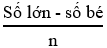 Số lớn - số bé
n